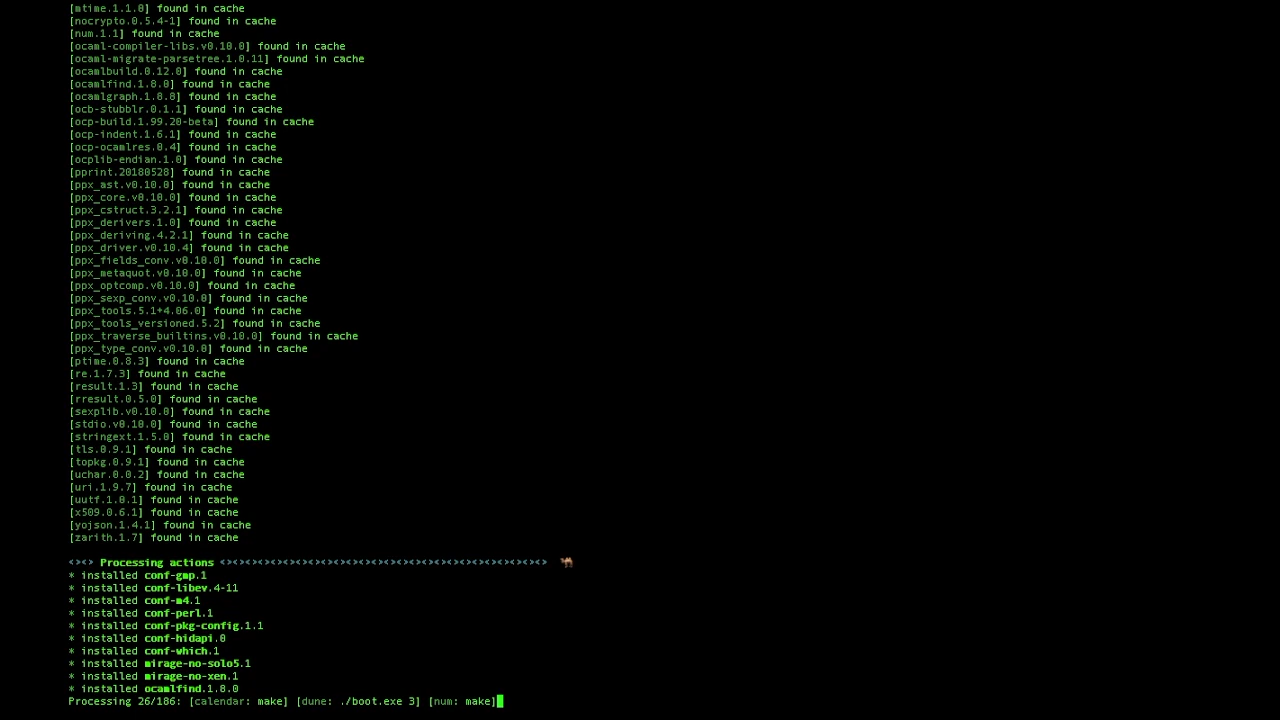 [mtime.1.1.0] found in cache
[nocrypto.0.5.4-1] found in cache
[num.1.1] found in cache
[ocaml-compiler-libs.v0.10.0] found in cache
[ocaml-migrate-parsetree.1.0.11] found in cache
[ocamlbuild.0.12.0] found in cache
[ocamlfind.1.8.0] found in cache
[ocamlgraph.1.8.8] found in cache
[ocb-stubblr.0.1.1] found in cache
[ocp-build.1.99.20-beta] found in cache
[ocp-indent.1.6.1] found in cache
[ocp-ocamlres.0.4] found in cache
[ocplib-endian.1.0] found in cache
[pprint.20180528] found in cache
[ppx_ast.v0.10.0] found in cache
[ppx_core.v0.10.0] found in cache
[ppx_cstruct.3.2.1] found in cache
[ppx_derivers.1.0] found in cache
[ppx_deriving.4.2.1] found in cache
[ppx_driver.v0.10.4] found in cache
[ppx_fields_conv.v0.10.0] found in cache
[ppx_metaquot.v0.10.0] found in cache
[ppx_optcomp.v0.10.0] found in cache
[ppx_sexp_conv.v0.10.0] found in cache
[ppx_tools.5.1+4.06.0] found in cache
[ppx_tools_versioned.5.2] found in cache
[ppx_traverse_builtins.v0.10.0] found in cache
[ppx_type_conv.v0.10.0] found in cache
[ptime.0.8.3] found in cache
[re.1.7.3] found in cache
[result.1.3] found in cache
[rresult.0.5.0] found in cache
[sexplib.v0.10.0] found in cache
[stdio.v0.10.0] found in cache
[stringext.1.5.0] found in cache
[tls.0.9.1] found in cache
[topkg.0.9.1] found in cache
[uchar.0.0.2] found in cache
[uri.1.9.7] found in cache
[uutf.1.0.1] found in cache
[x509.0.6.1] found in cache
[yojson.1.4.1] found in cache
[zarith.1.7] found in cache
<><> Processing actions <><><><><><><><><><><><><><><><><><><><><><><><><><> 🐫
* installed conf-gmp.1
* installed conf-libev.4-11
* installed conf-m4.1
* installed conf-perl.1
* installed conf-pkg-config.1.1
* installed conf-hidapi.0
* installed conf-which.1
* installed mirage-no-solo5.1
* installed mirage-no-xen.1
* installed ocamlfind.1.8.0
Processing 26/186: [calendar: make] [dune: ./boot.exe 3] [num: make]